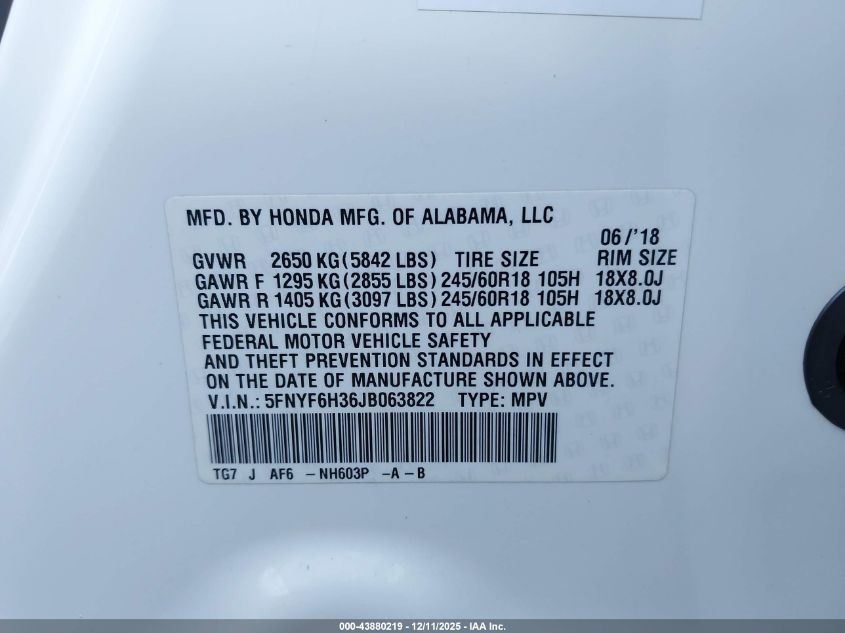 MFD. BY HONDA MFG. OF ALABAMA, LLC
06/'18
GVWR 2650 KG (5842 LBS) TIRE SIZE RIM SIZE
GAWR F 1295 KG (2855 LBS) 245/60R18 105H 18X8.0J
GAWR R 1405 KG (3097 LBS) 245/60R18 105H 18X8.0J
THIS VEHICLE CONFORMS TO ALL APPLICABLE
FEDERAL MOTOR VEHICLE SAFETY
AND THEFT PREVENTION STANDARDS IN EFFECT
ON THE DATE OF MANUFACTURE SHOWN ABOVE.
V.I.N.: 5FNYF6H36JB063822 TYPE: MPV
TG7 J AF6 - NH603P - A - B
000-43880219 - 12/11/2025 - IAA Inc.